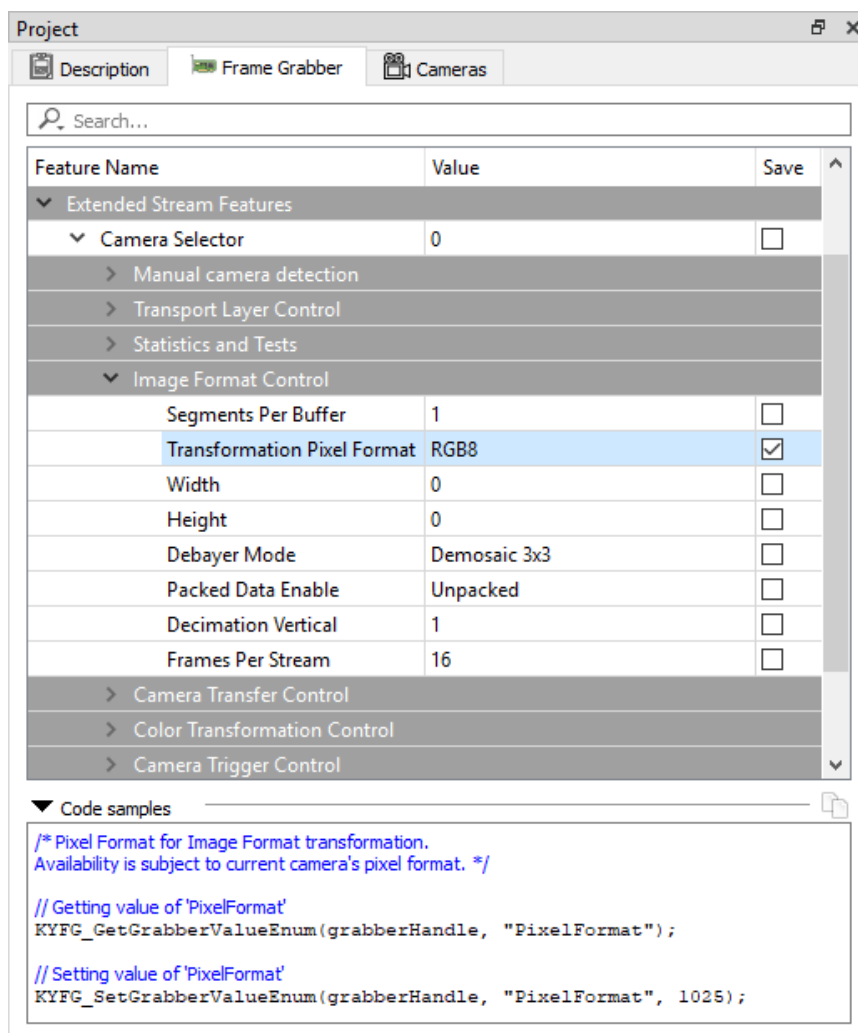 Project
Description Frame Grabber Cameras
Search...
Feature Name Value Save
Extended Stream Features
Camera Selector 0
Manual camera detection
Transport Layer Control
Statistics and Tests
Image Format Control
Segments Per Buffer 1
Transformation Pixel Format RGB8
Width 0
Height 0
Debayer Mode Demosaic 3x3
Packed Data Enable Unpacked
Decimation Vertical 1
Frames Per Stream 16
Camera Transfer Control
Color Transformation Control
Camera Trigger Control
Code samples
/* Pixel Format for Image Format transformation.
Availability is subject to current camera's pixel format. */
// Getting value of 'PixelFormat'
KYFG_GetGrabberValueEnum(grabberHandle, "PixelFormat");
// Setting value of 'PixelFormat'
KYFG_SetGrabberValueEnum(grabberHandle, "PixelFormat", 1025);